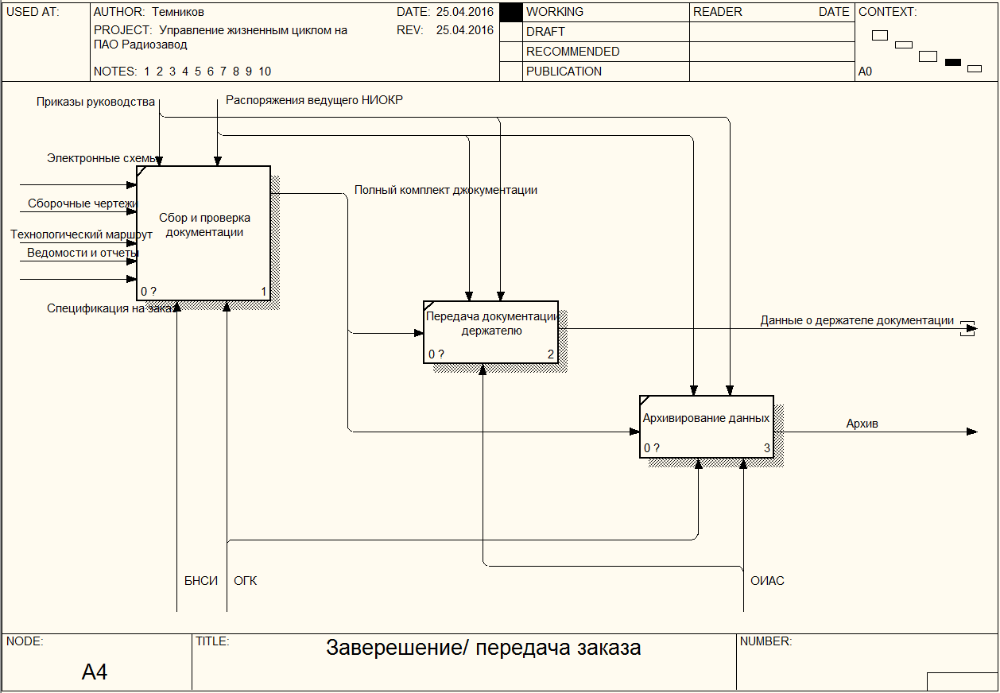 USED AT:
AUTHOR: Темников
DATE: 25.04.2016
PROJECT: Управление жизненным циклом на
ПАО Радиозавод
REV: 25.04.2016
NOTES: 1 2 3 4 5 6 7 8 9 10
WORKING
DRAFT
RECOMMENDED
PUBLICATION
READER DATE
CONTEXT:
A0
Приказы руководства
Распоряжения ведущего НИОКР
Электронные схемы
Сборочные чертежи
Технологический маршрут
Ведомости и отчеты
Спецификация на заказ
Сбор и проверка
документации
0 ? 1
Полный комплект джокументации
Передача документации
держателю
0 ? 2
Данные о держателе документации
Архивирование данных
0 ? 3
Архив
БНСИ
ОГК
ОИАС
NODE:
A4
TITLE:
Заверешение/ передача заказа
NUMBER: